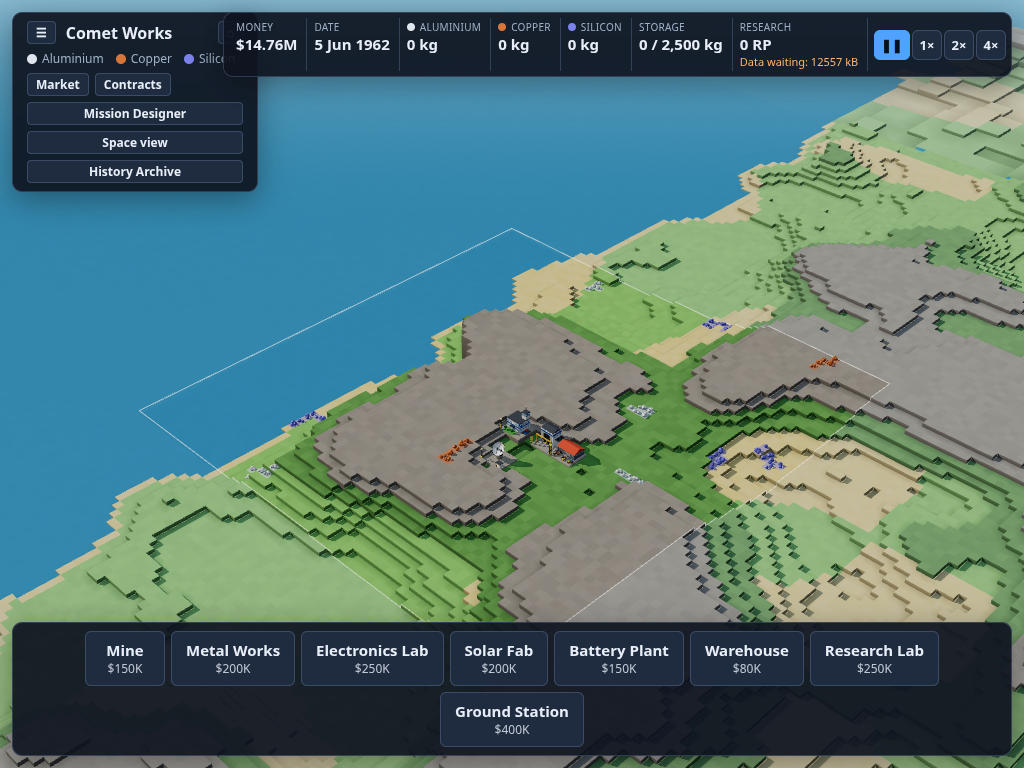 ☰ Comet Works
Aluminium Copper Silicon
Market Contracts
Mission Designer
Space view
History Archive
MONEY
$14.76M
DATE
5 Jun 1962
ALUMINIUM
0 kg
COPPER
0 kg
SILICON
0 kg
STORAGE
0 / 2,500 kg
RESEARCH
0 RP
Data waiting: 12557 kB
❚❚ 1× 2× 4×
Mine
$150K
Metal Works
$200K
Electronics Lab
$250K
Solar Fab
$200K
Battery Plant
$150K
Warehouse
$80K
Research Lab
$250K
Ground Station
$400K